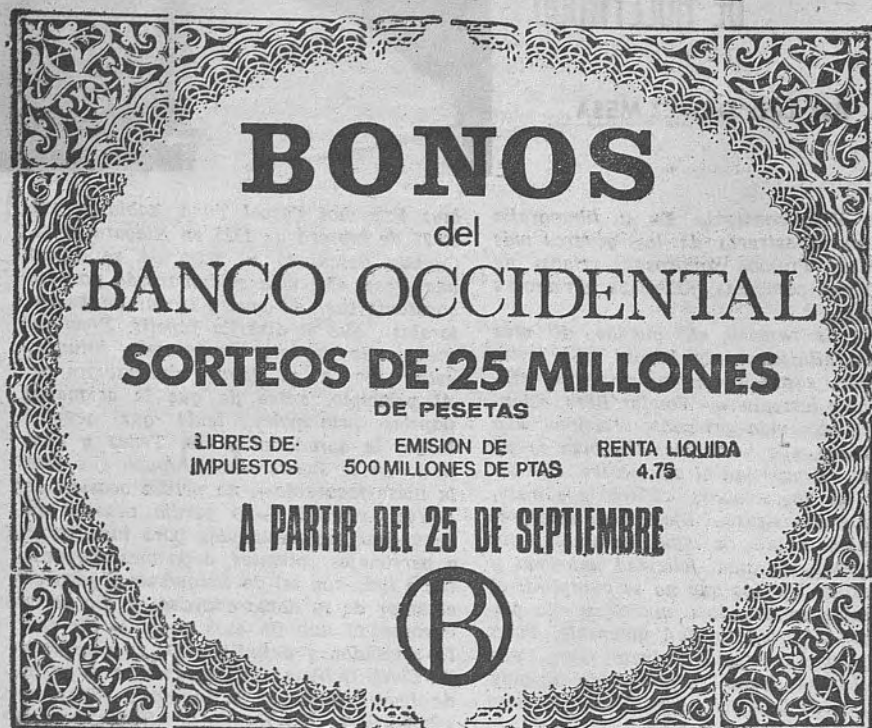 MESA
BONOS
del
BANCO OCCIDENTAL
SORTEOS DE 25 MILLONES
DE PESETAS
LIBRES DE IMPUESTOS
EMISION DE 500 MILLONES DE PTAS
RENTA LIQUIDA 4.75
A PARTIR DEL 25 DE SEPTIEMBRE
B